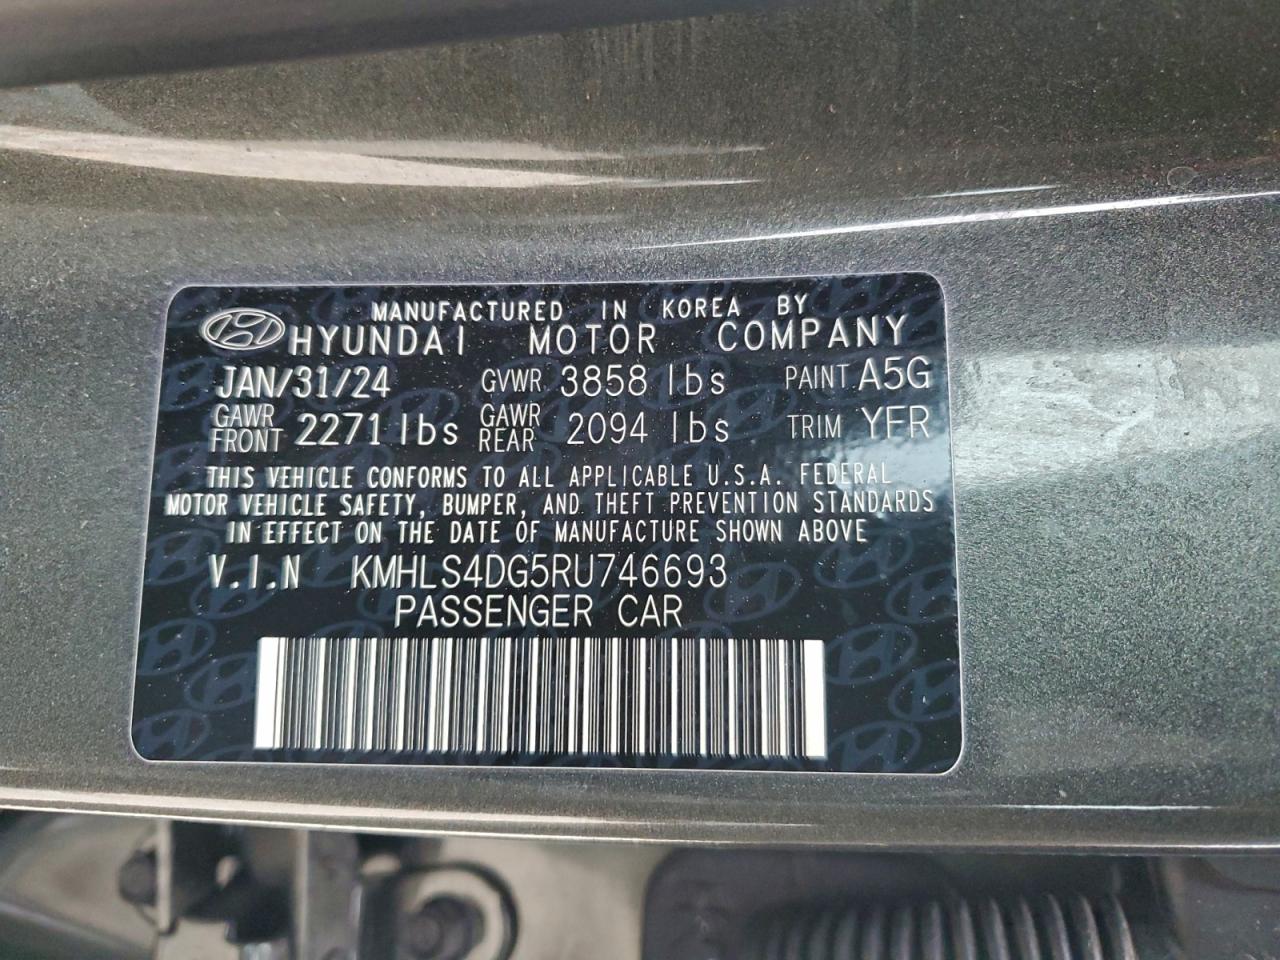 MANUFACTURED IN KOREA BY
HYUNDAI MOTOR COMPANY
JAN/31/24 GVWR 3858 lbs PAINT A5G
GAWR FRONT 2271 lbs GAWR REAR 2094 lbs TRIM YFR
THIS VEHICLE CONFORMS TO ALL APPLICABLE U.S.A. FEDERAL
MOTOR VEHICLE SAFETY, BUMPER, AND THEFT PREVENTION STANDARDS
IN EFFECT ON THE DATE OF MANUFACTURE SHOWN ABOVE
V.I.N KMHLS4DG5RU746693
PASSENGER CAR